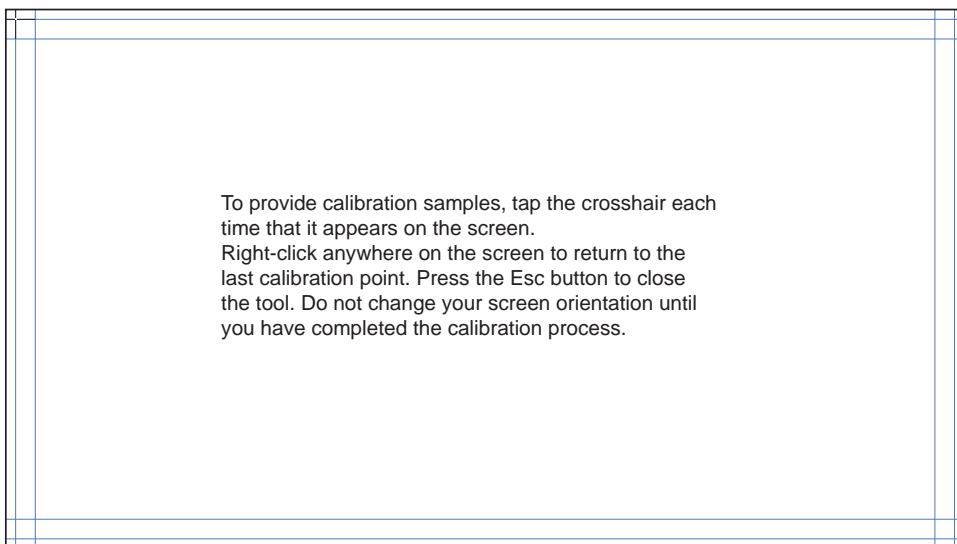 To provide calibration samples, tap the crosshair each
time that it appears on the screen.
Right-click anywhere on the screen to return to the
last calibration point. Press the Esc button to close
the tool. Do not change your screen orientation until
you have completed the calibration process.